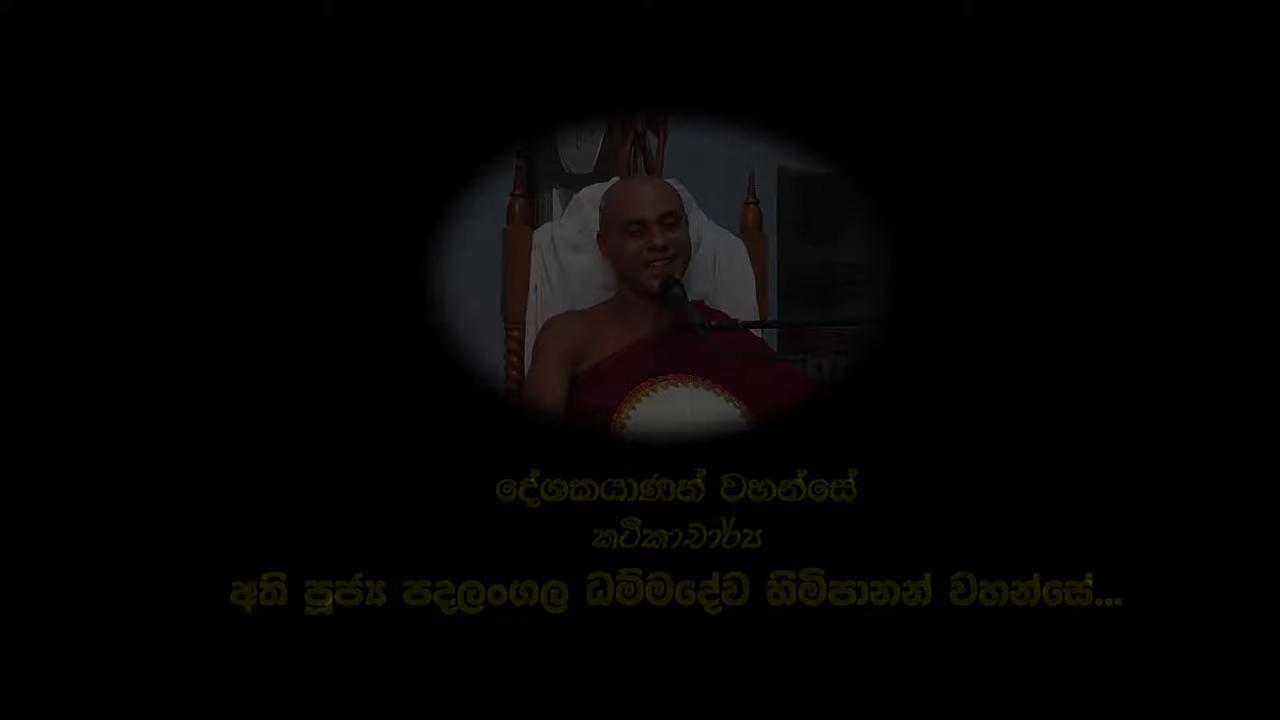 දේශකයාණන් වහන්සේ
කථිකාචාර්ය
අති පූජ්‍ය පදලංගල ධම්මදේව හිමිපානන් වහන්සේ...